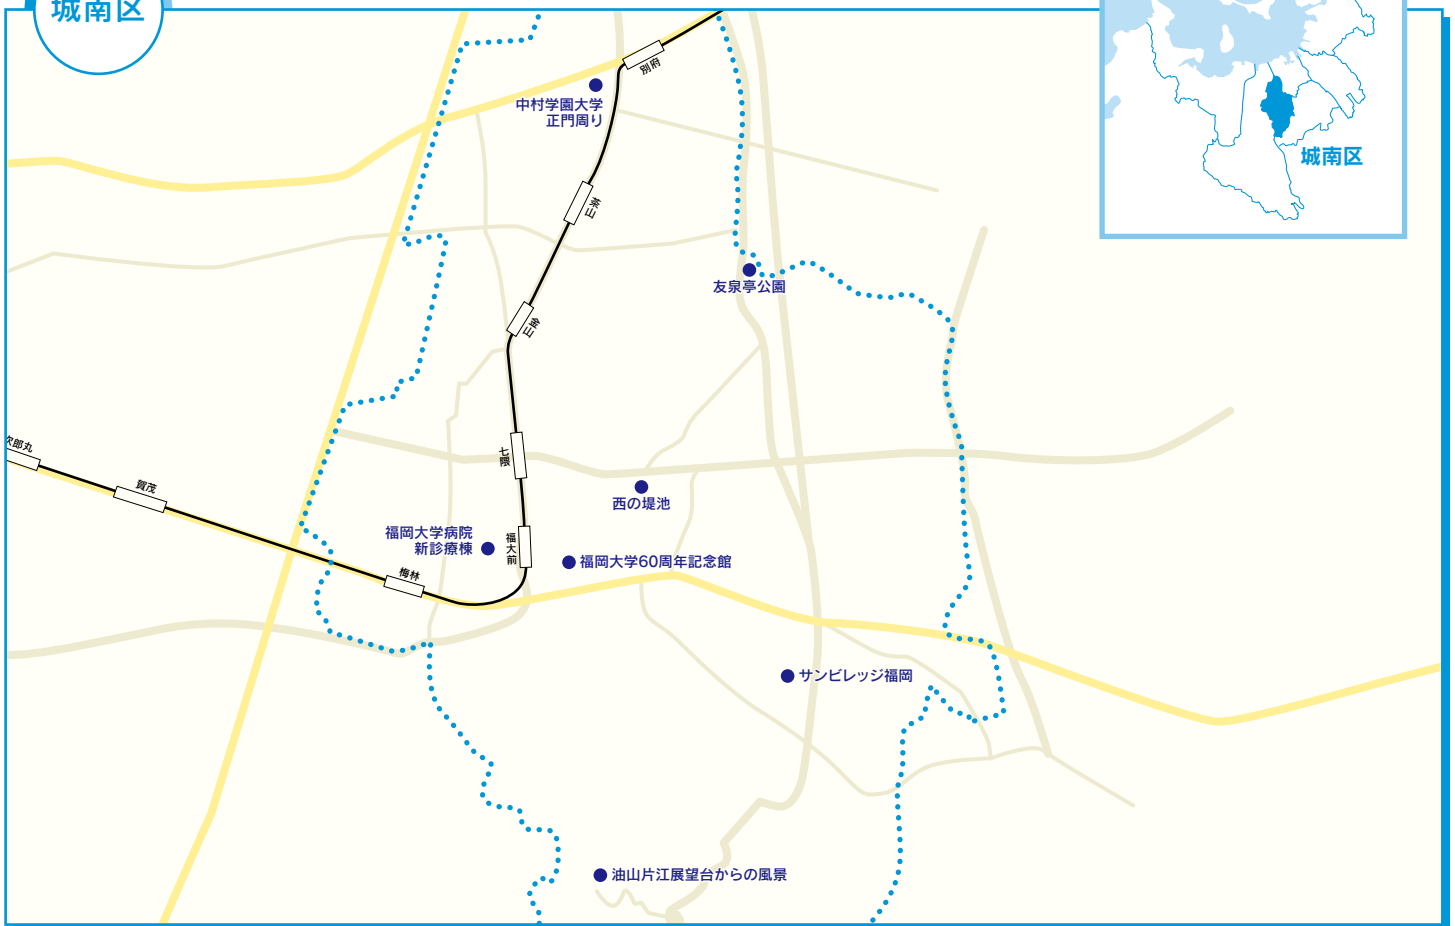 城南区
別府
中村学園大学
正門周り
城南区
茶山
友泉亭公園
金山
次郎丸
七隈
賀茂
西の堤池
福岡大学病院
新診療棟
福大前
福岡大学60周年記念館
梅林
サンビレッジ福岡
油山片江展望台からの風景